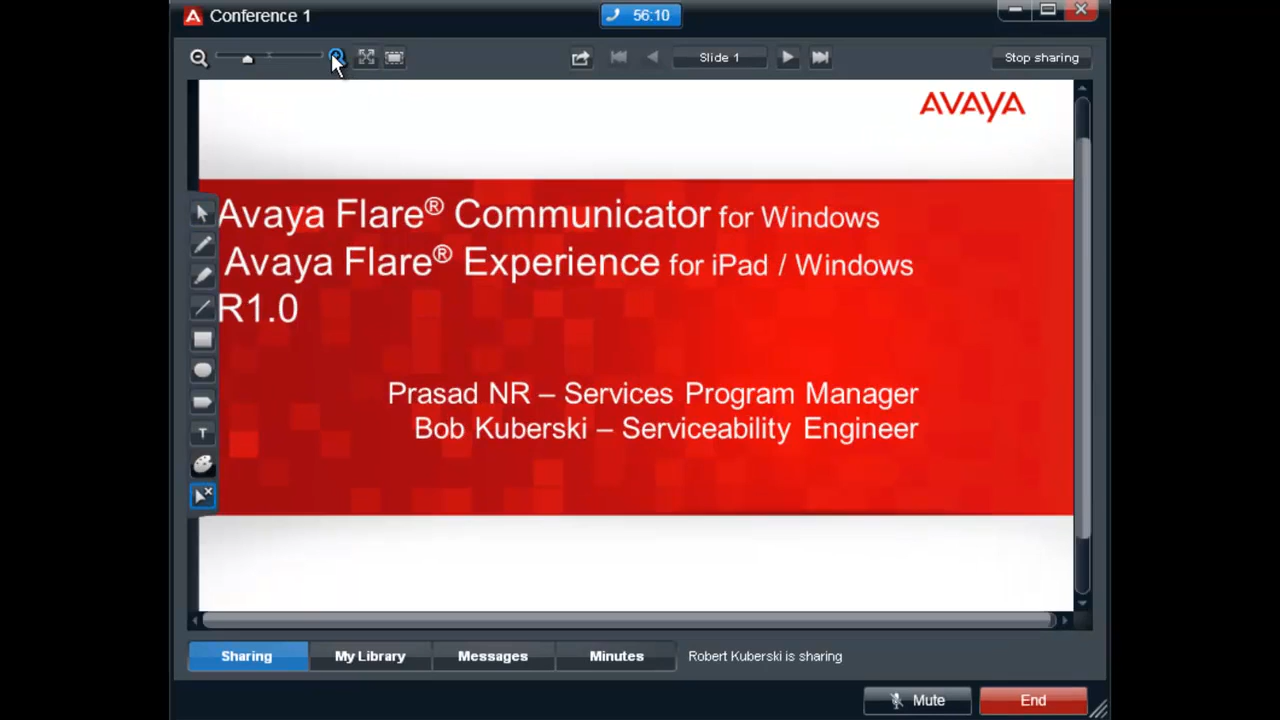 Conference 1
56:10
Slide 1
Stop sharing
AVAYA
Avaya Flare® Communicator for Windows
Avaya Flare® Experience for iPad / Windows
R1.0
Prasad NR – Services Program Manager
Bob Kuberski – Serviceability Engineer
T
Sharing
My Library
Messages
Minutes
Robert Kuberski is sharing
Mute
End